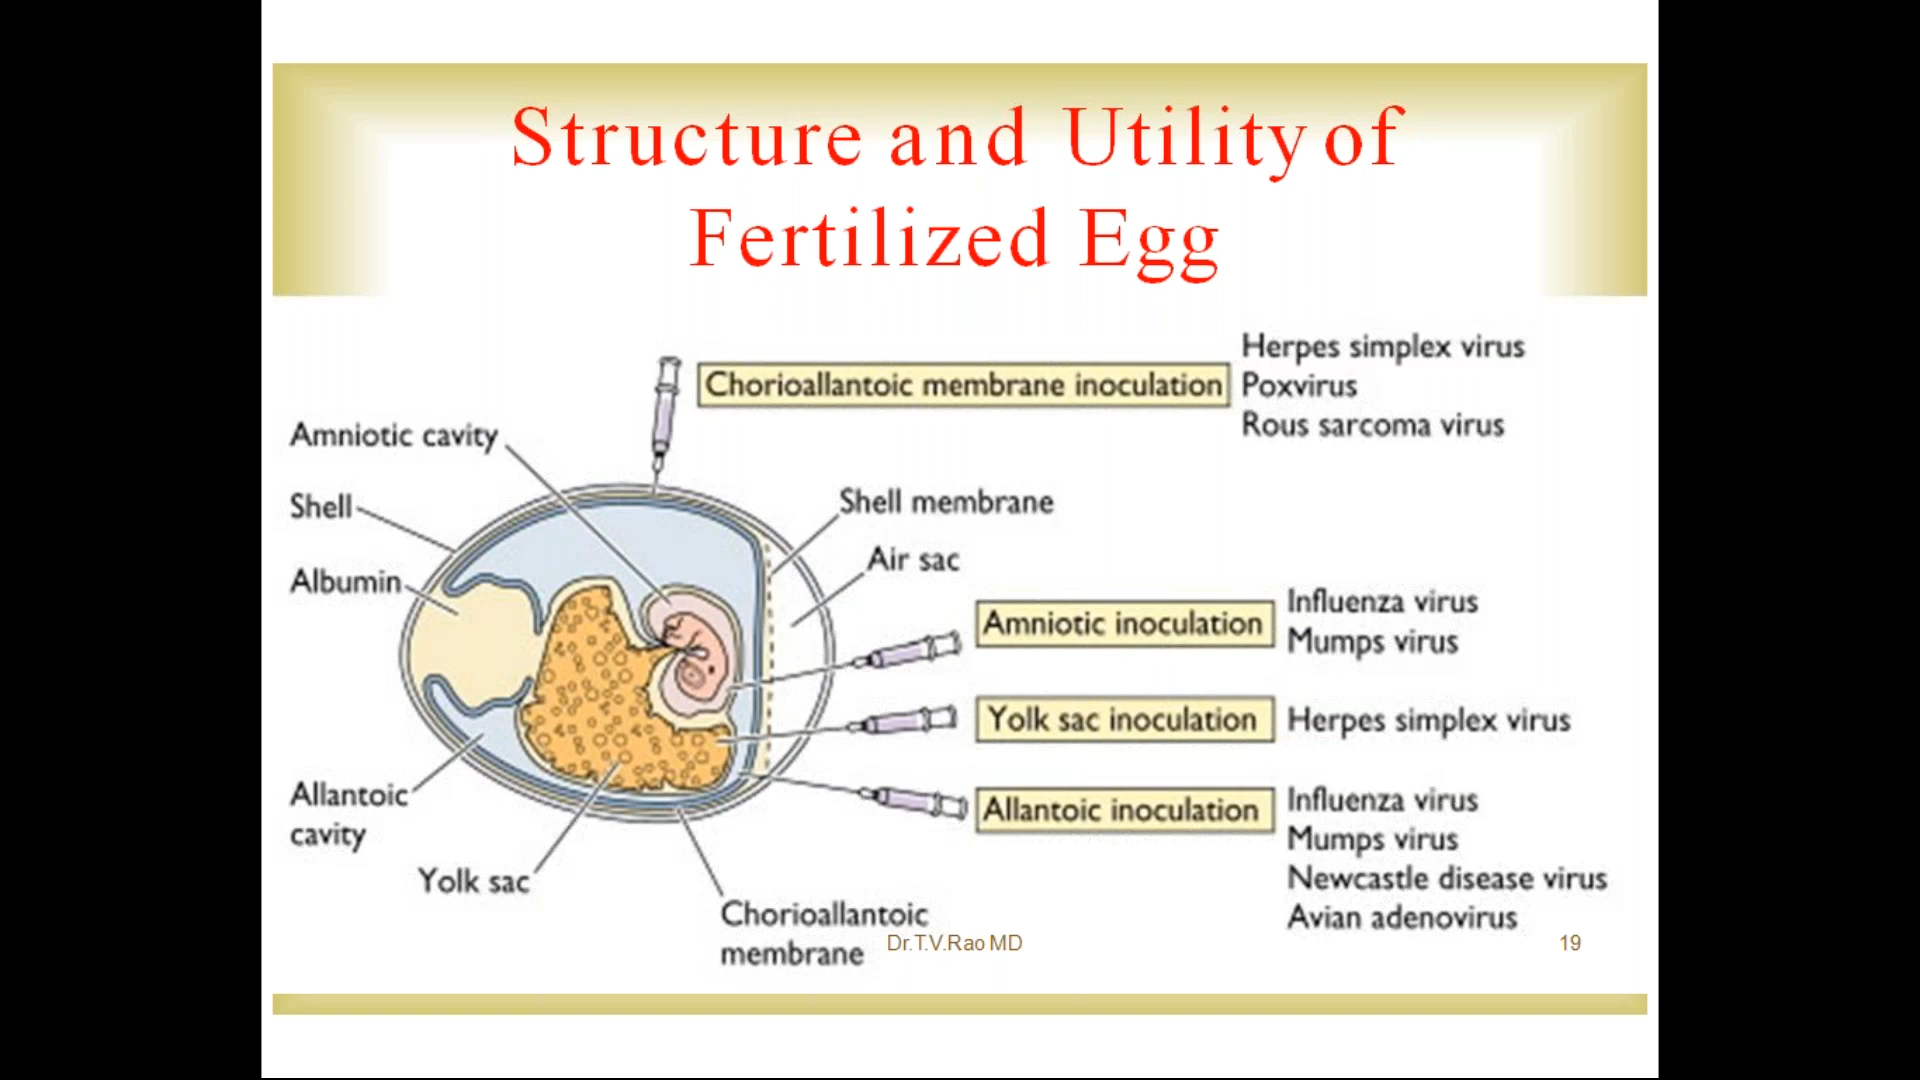 Structure and Utility of
Fertilized Egg
Chorioallantoic membrane inoculation
Herpes simplex virus
Poxvirus
Rous sarcoma virus
Amniotic cavity
Shell
Albumin
Shell membrane
Air sac
Amniotic inoculation
Influenza virus
Mumps virus
Yolk sac inoculation
Herpes simplex virus
Allantoic inoculation
Influenza virus
Mumps virus
Newcastle disease virus
Avian adenovirus
Allantoic
cavity
Yolk sac
Chorioallantoic
membrane
Dr.T.V.Rao MD
19